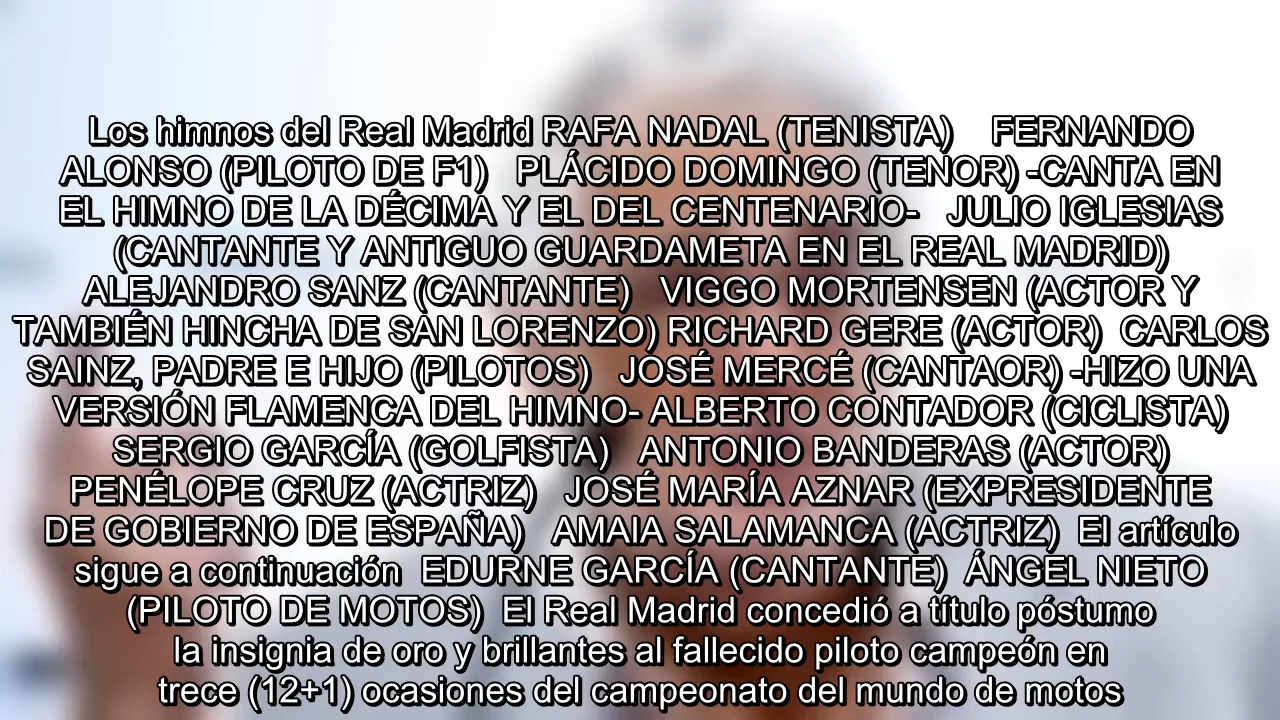 Los himnos del Real Madrid RAFA NADAL (TENISTA) FERNANDO
ALONSO (PILOTO DE F1) PLÁCIDO DOMINGO (TENOR) -CANTA EN
EL HIMNO DE LA DÉCIMA Y EL DEL CENTENARIO- JULIO IGLESIAS
(CANTANTE Y ANTIGUO GUARDAMETA EN EL REAL MADRID)
ALEJANDRO SANZ (CANTANTE) VIGGO MORTENSEN (ACTOR Y
TAMBIÉN HINCHA DE SAN LORENZO) RICHARD GERE (ACTOR) CARLOS
SAINZ, PADRE E HIJO (PILOTOS) JOSÉ MERCÉ (CANTAOR) -HIZO UNA
VERSIÓN FLAMENCA DEL HIMNO- ALBERTO CONTADOR (CICLISTA)
SERGIO GARCÍA (GOLFISTA) ANTONIO BANDERAS (ACTOR)
PENÉLOPE CRUZ (ACTRIZ) JOSÉ MARÍA AZNAR (EXPRESIDENTE
DE GOBIERNO DE ESPAÑA) AMAIA SALAMANCA (ACTRIZ) El artículo
sigue a continuación EDURNE GARCÍA (CANTANTE) ÁNGEL NIETO
(PILOTO DE MOTOS) El Real Madrid concedió a título póstumo
la insignia de oro y brillantes al fallecido piloto campeón en
trece (12+1) ocasiones del campeonato del mundo de motos